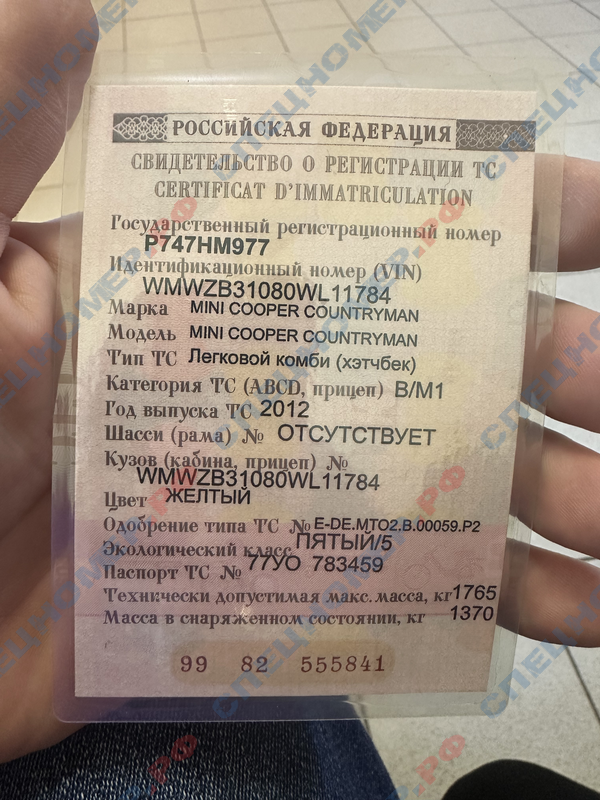 РОССИЙСКАЯ ФЕДЕРАЦИЯ
СВИДЕТЕЛЬСТВО О РЕГИСТРАЦИИ ТС
CERTIFICAT D'IMMATRICULATION
Государственный регистрационный номер
Р747НМ977
Идентификационный номер (VIN)
WMWZB31080WL11784
Марка MINI COOPER COUNTRYMAN
Модель MINI COOPER COUNTRYMAN
Тип ТС Легковой комби (хэтчбек)
Категория ТС (ABCD, прицеп) B/M1
Год выпуска ТС 2012
Шасси (рама) № ОТСУТСТВУЕТ
Кузов (кабина, прицеп) №
WMWZB31080WL11784
Цвет ЖЕЛТЫЙ
Одобрение типа ТС № E-DE.MTO2.B.00059.P2
Экологический класс ПЯТЫЙ/5
Паспорт ТС № 77УО 783459
Технически допустимая макс. масса, кг 1765
Масса в снаряженном состоянии, кг 1370
99 82 555841
СПЕЦНОМЕР.РФ